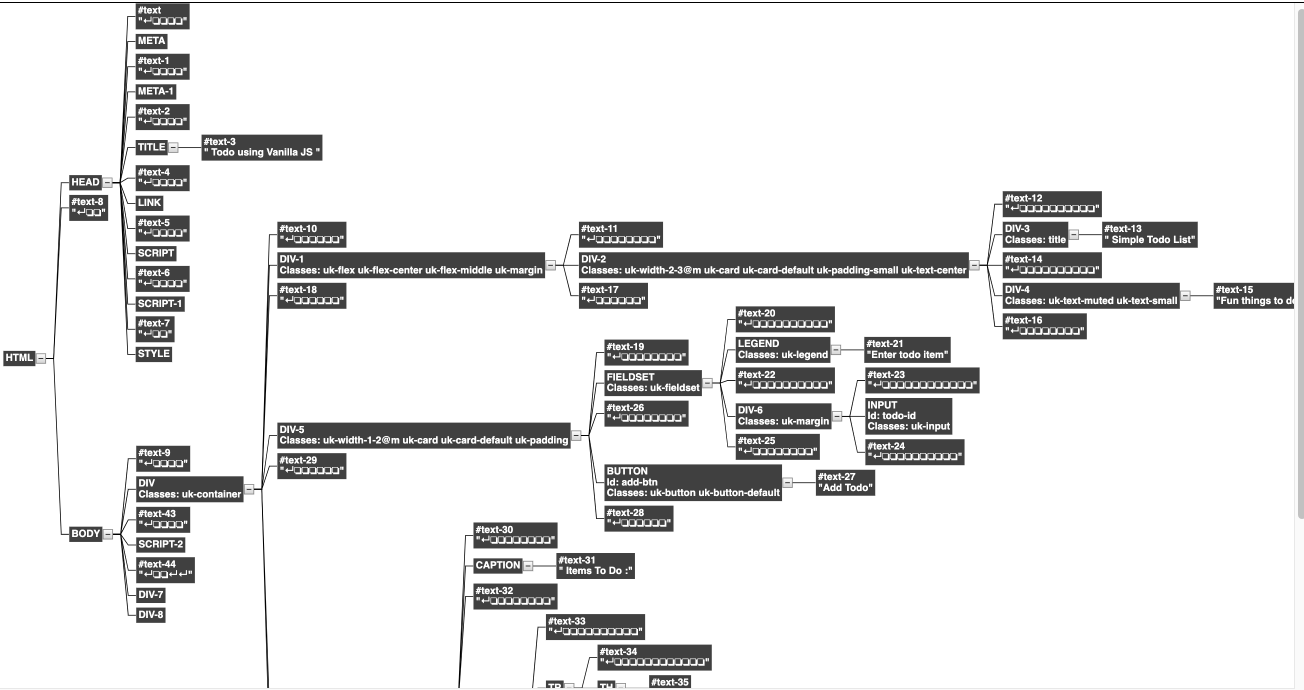 #text
"↵❏❏❏❏"
META
#text-1
"↵❏❏❏❏"
META-1
#text-2
"↵❏❏❏❏"
TITLE
#text-3
" Todo using Vanilla JS "
#text-4
"↵❏❏❏❏"
HEAD
LINK
#text-8
"↵❏❏"
#text-5
"↵❏❏❏❏"
SCRIPT
#text-6
"↵❏❏❏❏"
SCRIPT-1
#text-7
"↵❏❏"
STYLE
HTML
#text-10
"↵❏❏❏❏❏❏"
DIV-1
Classes: uk-flex uk-flex-center uk-flex-middle uk-margin
#text-18
"↵❏❏❏❏❏❏"
#text-11
"↵❏❏❏❏❏❏❏❏"
DIV-2
Classes: uk-width-2-3@m uk-card uk-card-default uk-padding-small uk-text-center
#text-17
"↵❏❏❏❏❏❏"
#text-12
"↵❏❏❏❏❏❏❏❏❏❏"
DIV-3
Classes: title
#text-13
" Simple Todo List"
#text-14
"↵❏❏❏❏❏❏❏❏❏❏"
DIV-4
Classes: uk-text-muted uk-text-small
#text-15
"Fun things to
#text-16
"↵❏❏❏❏❏❏❏❏"
#text-19
"↵❏❏❏❏❏❏❏❏"
FIELDSET
Classes: uk-fieldset
#text-26
"↵❏❏❏❏❏❏❏❏"
#text-20
"↵❏❏❏❏❏❏❏❏❏❏"
LEGEND
Classes: uk-legend
#text-21
"Enter todo item"
#text-22
"↵❏❏❏❏❏❏❏❏❏❏"
DIV-6
Classes: uk-margin
#text-25
"↵❏❏❏❏❏❏❏❏"
#text-23
"↵❏❏❏❏❏❏❏❏❏❏❏❏"
INPUT
Id: todo-id
Classes: uk-input
#text-24
"↵❏❏❏❏❏❏❏❏❏❏"
DIV-5
Classes: uk-width-1-2@m uk-card uk-card-default uk-padding
#text-29
"↵❏❏❏❏❏❏"
BUTTON
Id: add-btn
Classes: uk-button uk-button-default
#text-27
"Add Todo"
#text-28
"↵❏❏❏❏❏❏"
#text-9
"↵❏❏❏❏"
DIV
Classes: uk-container
#text-43
"↵❏❏❏❏"
BODY
SCRIPT-2
#text-44
"↵❏❏↵↵"
DIV-7
DIV-8
#text-30
"↵❏❏❏❏❏❏❏❏"
CAPTION
#text-31
" Items To Do :"
#text-32
"↵❏❏❏❏❏❏❏❏"
#text-33
"↵❏❏❏❏❏❏❏❏❏❏"
#text-34
"↵❏❏❏❏❏❏❏❏❏❏❏❏"
TR
TH
#text-35